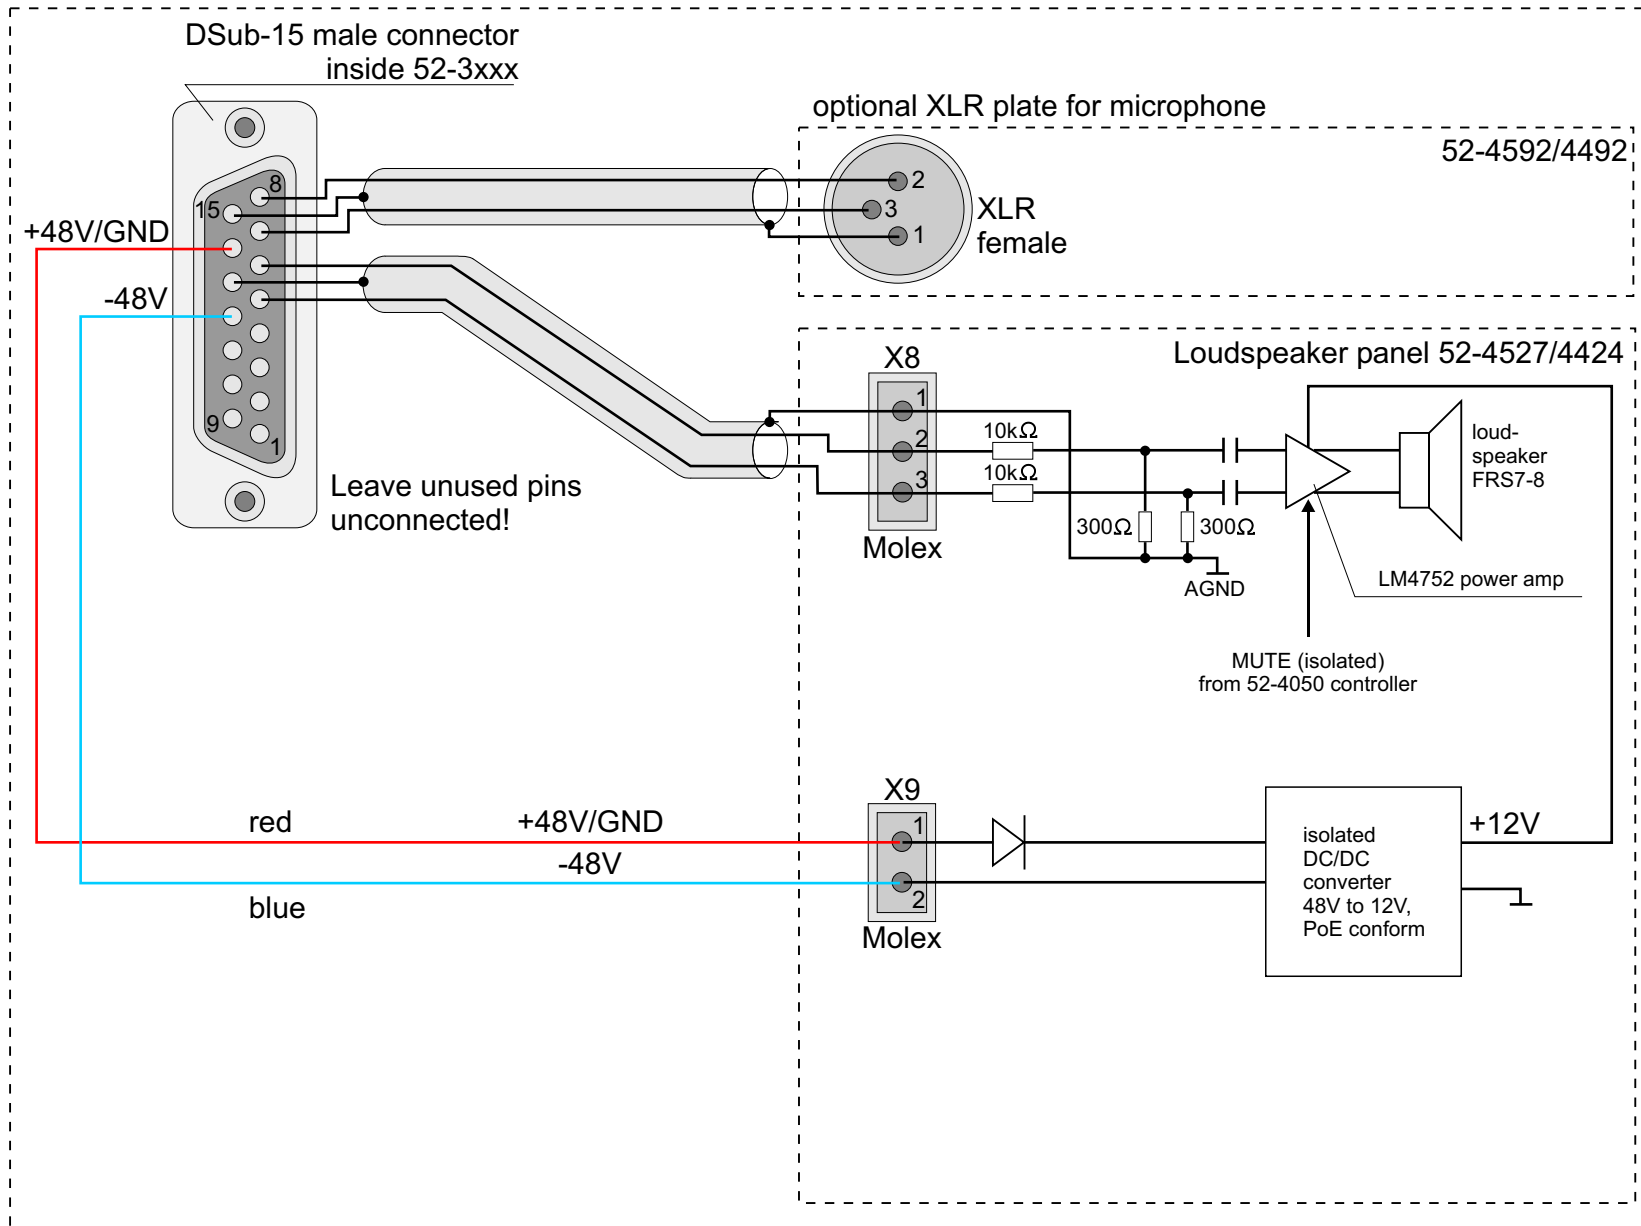 DSub-15 male connector
inside 52-3xxx
optional XLR plate for microphone
52-4592/4492
8
15
2
3
1
XLR
female
+48V/GND
-48V
9
1
Leave unused pins
unconnected!
X8
Loudspeaker panel 52-4527/4424
1
2
3
Molex
10kΩ
10kΩ
300Ω
300Ω
AGND
loud-
speaker
FRS7-8
LM4752 power amp
MUTE (isolated)
from 52-4050 controller
X9
red
+48V/GND
-48V
blue
1
2
Molex
isolated
DC/DC
converter
48V to 12V,
PoE conform
+12V